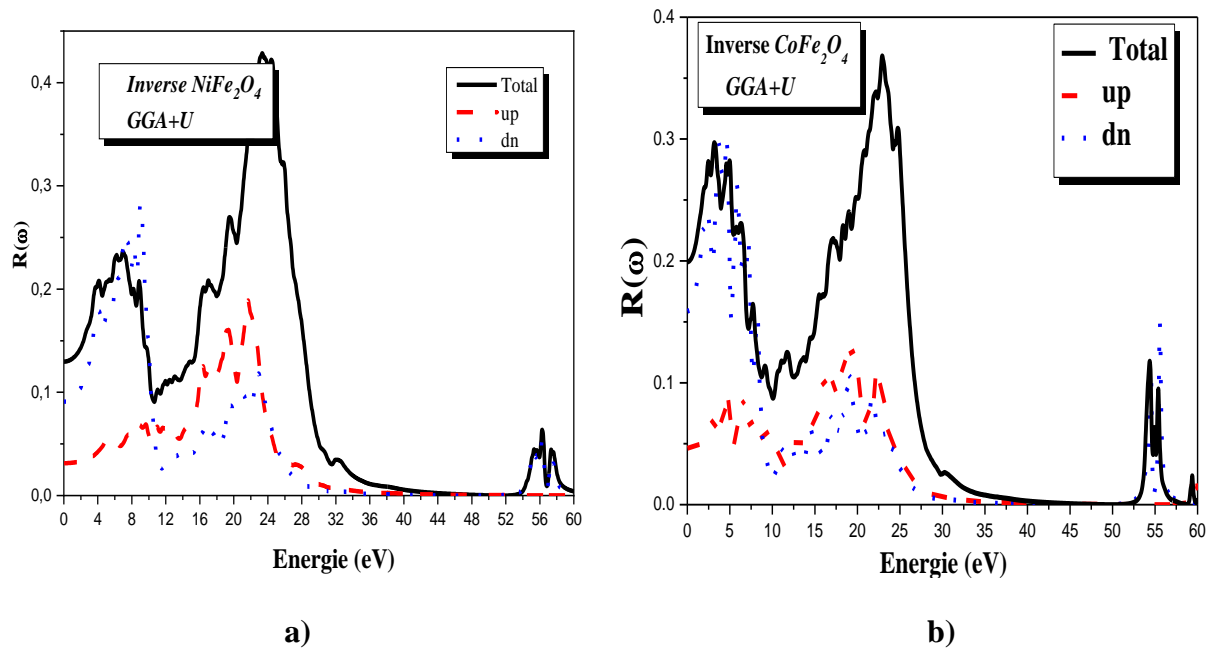 Inverse NiFe₂O₄
GGA+U
Total
up
dn
R(ω)
0,4
0,3
0,2
0,1
0,0
0 4 8 12 16 20 24 28 32 36 40 44 48 52 56 60
Energie (eV)
a)
Inverse CoFe₂O₄
GGA+U
Total
up
dn
R(ω)
0.4
0.3
0.2
0.1
0.0
0 5 10 15 20 25 30 35 40 45 50 55 60
Energie (eV)
b)